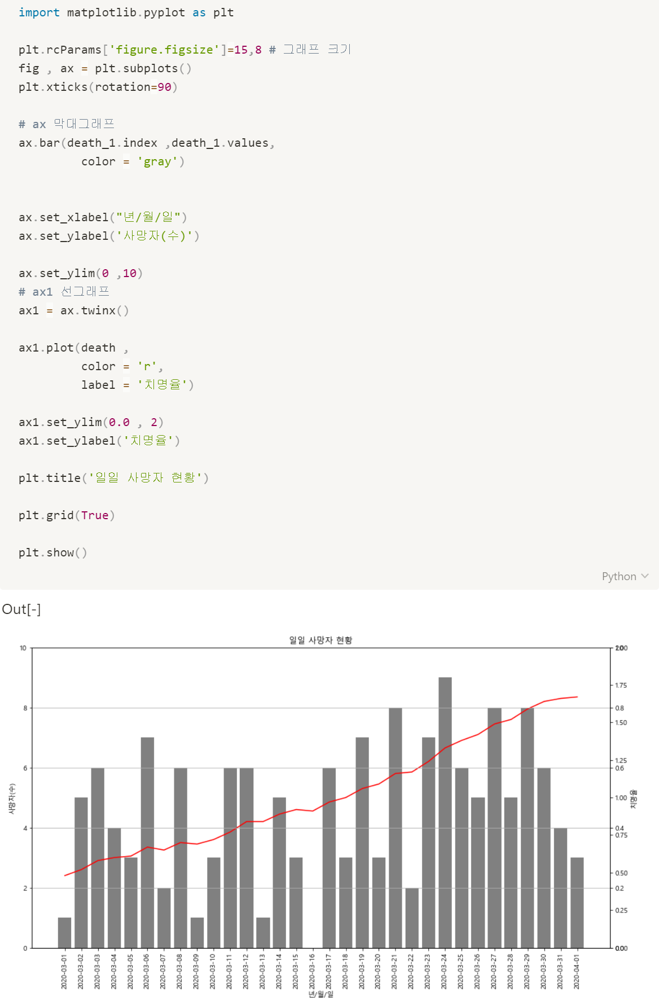 import matplotlib.pyplot as plt
plt.rcParams['figure.figsize']=15,8 # 그래프 크기
fig , ax = plt.subplots()
plt.xticks(rotation=90)
# ax 막대그래프
ax.bar(death_1.index ,death_1.values,
color = 'gray')
ax.set_xlabel("년/월/일")
ax.set_ylabel('사망자(수)')
ax.set_ylim(0 ,10)
# ax1 선그래프
ax1 = ax.twinx()
ax1.plot(death ,
color = 'r',
label = '치명율')
ax1.set_ylim(0.0 , 2)
ax1.set_ylabel('치명율')
plt.title('일일 사망자 현황')
plt.grid(True)
plt.show()
Python
Out[-]
일일 사망자 현황
10
8
6
4
2
0
사망자(수)
1.75
0.8
1.50
1.25
0.6
1.00
0.4
0.75
0.50
0.2
0.25
치명율
2020-03-01
2020-03-02
2020-03-03
2020-03-04
2020-03-05
2020-03-06
2020-03-07
2020-03-08
2020-03-09
2020-03-10
2020-03-11
2020-03-12
2020-03-13
2020-03-14
2020-03-15
2020-03-16
2020-03-17
2020-03-18
2020-03-19
2020-03-20
2020-03-21
2020-03-22
2020-03-23
2020-03-24
2020-03-25
2020-03-26
2020-03-27
2020-03-28
2020-03-29
2020-03-30
2020-03-31
2020-04-01
년/월/일